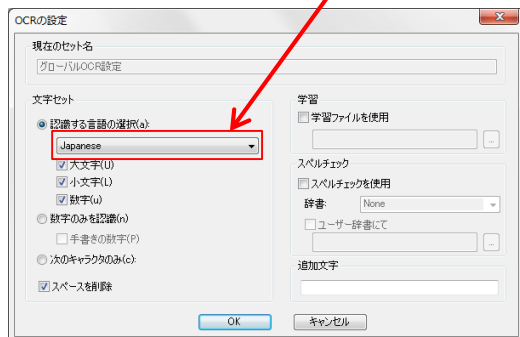 OCRの設定
現在のセット名
グローバルOCR設定
文字セット
認識する言語の選択(a):
Japanese
大文字(U)
小文字(L)
数字(u)
数字のみを認識(n)
手書きの数字(P)
次のキャラクタのみ(c):
スペースを削除
学習
学習ファイルを使用
...
スペルチェック
スペルチェックを使用
辞書:
None
ユーザー辞書にて
...
追加文字
OK
キャンセル